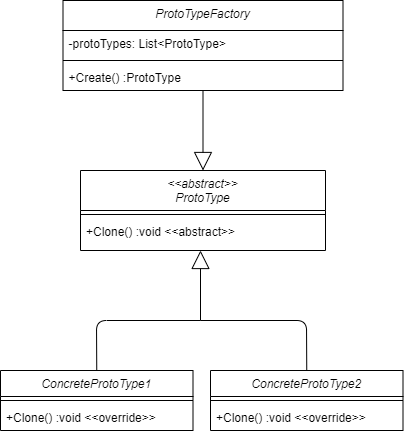 ProtoTypeFactory
-protoTypes: List<ProtoType>
+Create() :ProtoType
<<abstract>>
ProtoType
+Clone() :void <<abstract>>
ConcreteProtoType1
+Clone() :void <<override>>
ConcreteProtoType2
+Clone() :void <<override>>